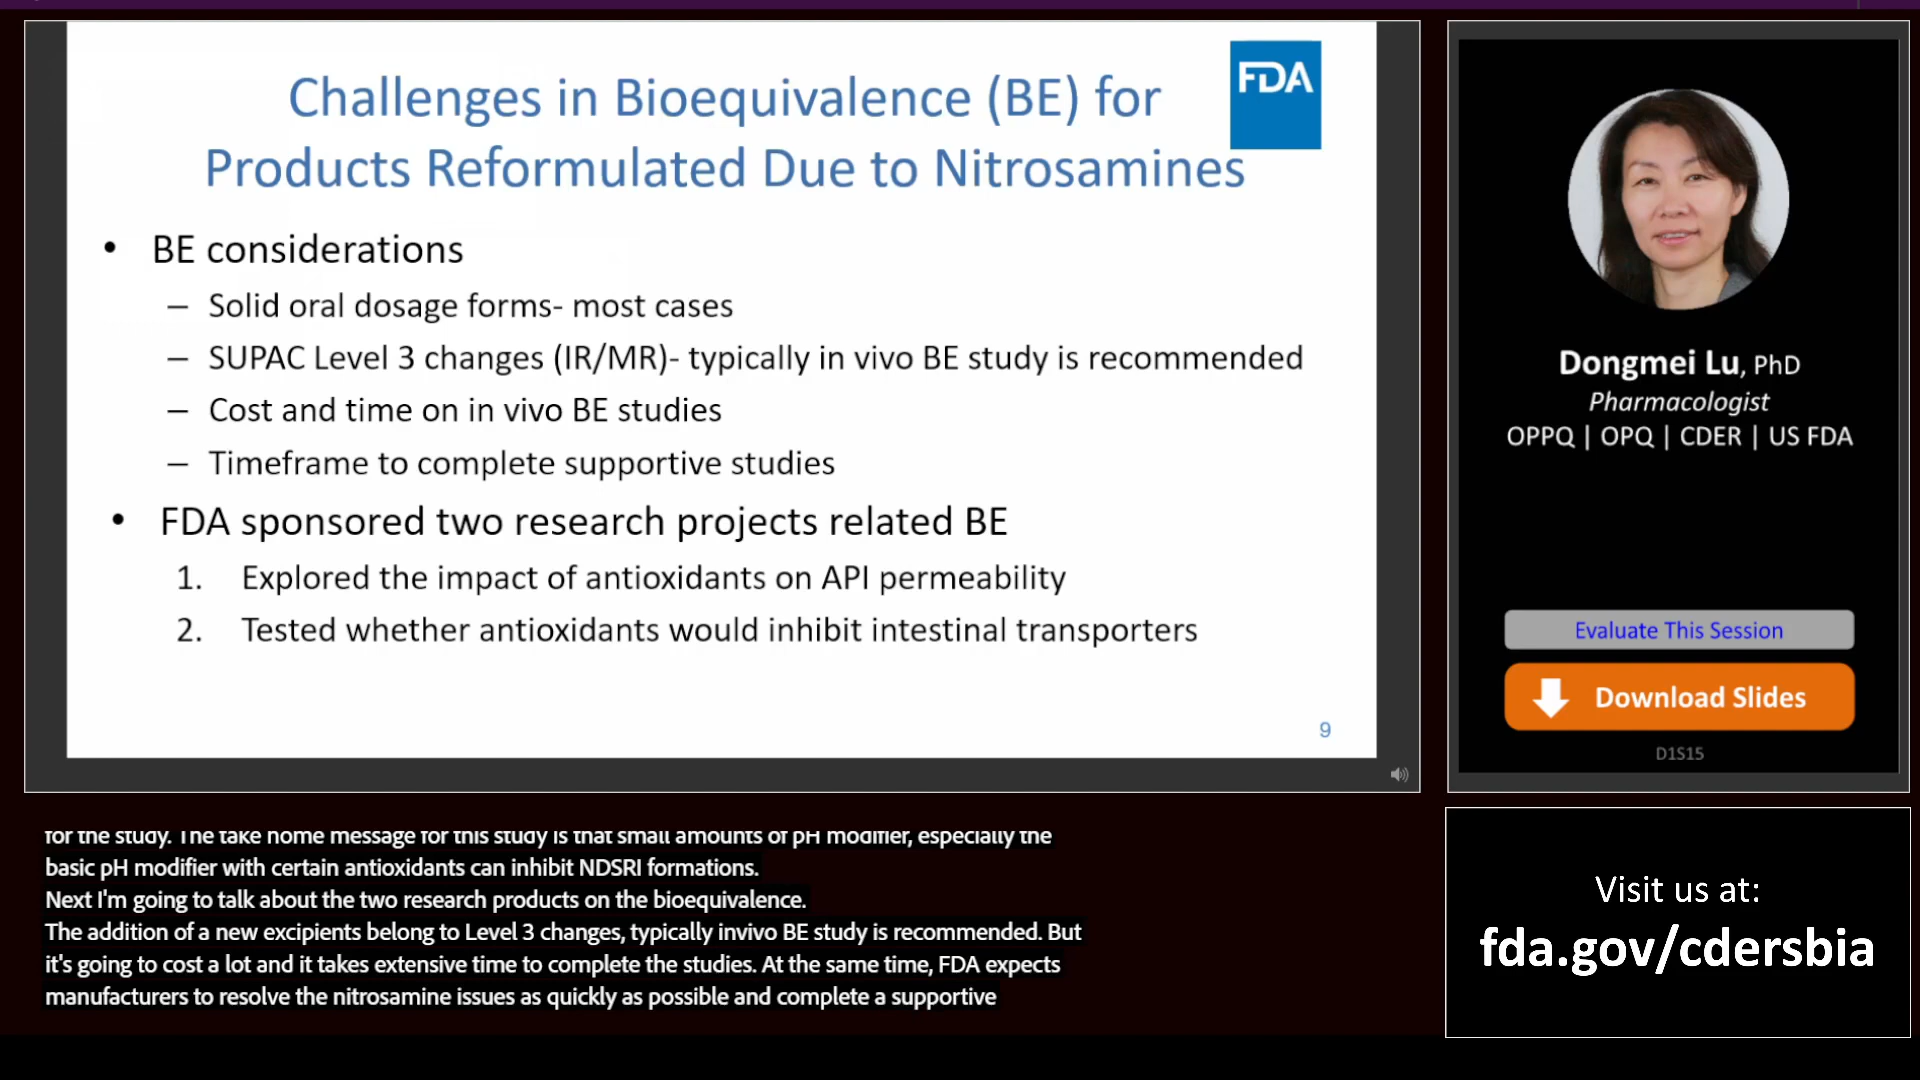 FDA
Challenges in Bioequivalence (BE) for
Products Reformulated Due to Nitrosamines
• BE considerations
– Solid oral dosage forms- most cases
– SUPAC Level 3 changes (IR/MR)- typically in vivo BE study is recommended
– Cost and time on in vivo BE studies
– Timeframe to complete supportive studies
• FDA sponsored two research projects related BE
1. Explored the impact of antioxidants on API permeability
2. Tested whether antioxidants would inhibit intestinal transporters
9
Dongmei Lu, PhD
Pharmacologist
OPPQ | OPQ | CDER | US FDA
Evaluate This Session
Download Slides
D1S15
for the study. The take home message for this study is that small amounts of pH modifier, especially the
basic pH modifier with certain antioxidants can inhibit NDSRI formations.
Next I'm going to talk about the two research products on the bioequivalence.
The addition of a new excipients belong to Level 3 changes, typically invivo BE study is recommended. But
it's going to cost a lot and it takes extensive time to complete the studies. At the same time, FDA expects
manufacturers to resolve the nitrosamine issues as quickly as possible and complete a supportive
Visit us at:
fda.gov/cdersbia